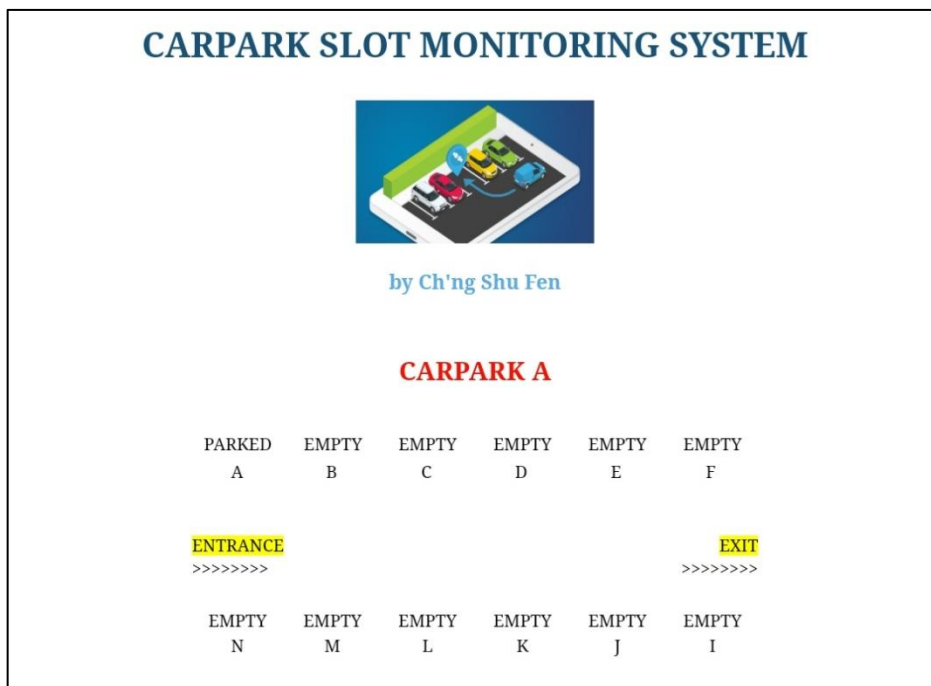 CARPARK SLOT MONITORING SYSTEM
by Ch'ng Shu Fen
CARPARK A
PARKED EMPTY EMPTY EMPTY EMPTY EMPTY
A B C D E F
ENTRANCE EXIT
>>>>>>>> >>>>>>>>
EMPTY EMPTY EMPTY EMPTY EMPTY EMPTY
N M L K J I